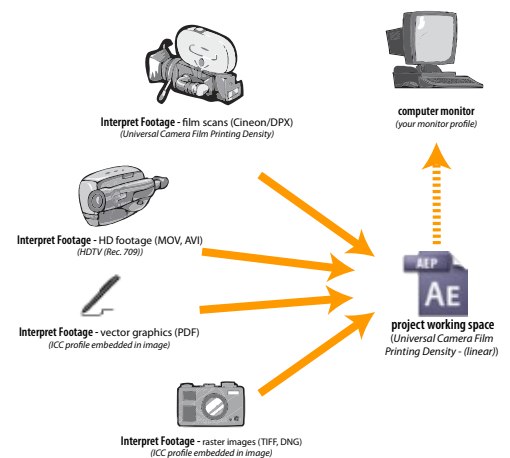 Interpret Footage - film scans (Cineon/DPX)
(Universal Camera Film Printing Density)
computer monitor
(your monitor profile)
Interpret Footage - HD footage (MOV, AVI)
(HDTV (Rec. 709))
AEP
AE
Interpret Footage - vector graphics (PDF)
(ICC profile embedded in image)
project working space
(Universal Camera Film
Printing Density - (linear))
Interpret Footage - raster images (TIFF, DNG)
(ICC profile embedded in image)